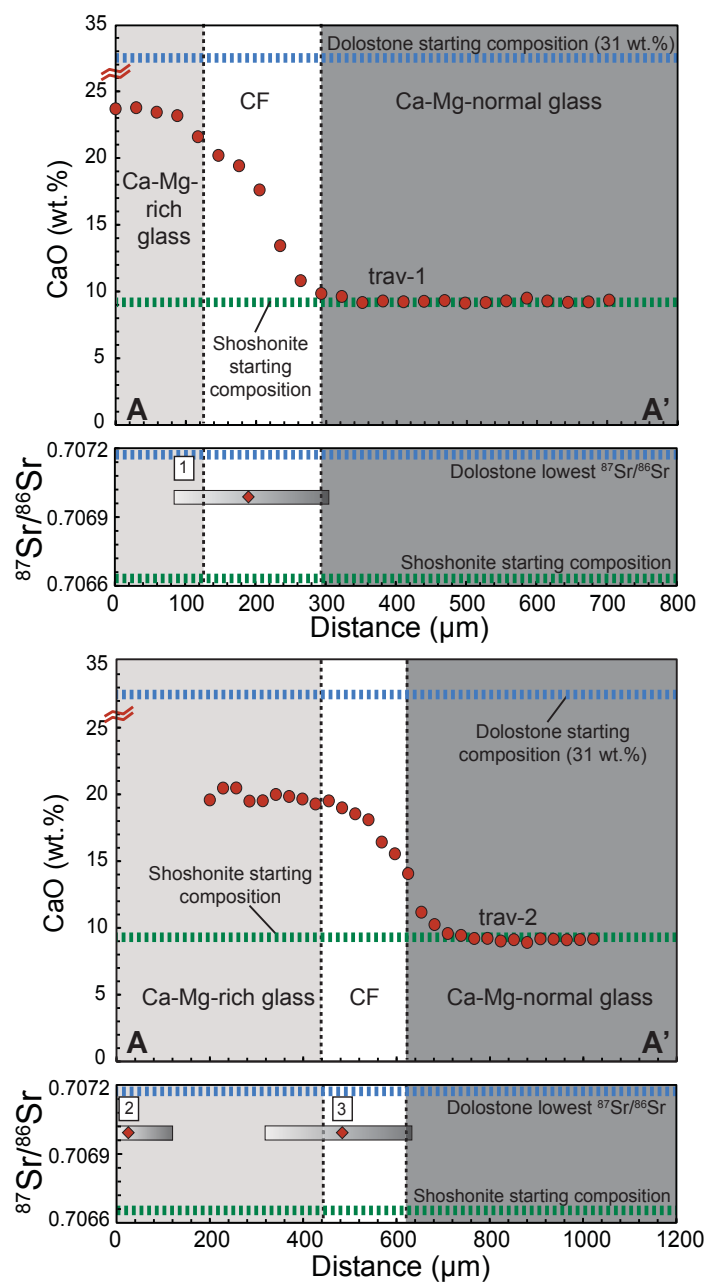 35
Dolostone starting composition (31 wt.%)
25
CF
Ca-Mg-normal glass
20
Ca-Mg-
rich
glass
CaO (wt.%)
15
trav-1
10
Shoshonite
starting
composition
5
A
A'
0
0.7072
1
Dolostone lowest ⁸⁷Sr/⁸⁶Sr
⁸⁷Sr/⁸⁶Sr
0.7069
Shoshonite starting composition
0.7066
0 100 200 300 400 500 600 700 800
Distance (µm)
35
25
Dolostone starting
composition (31 wt.%)
20
CaO (wt.%)
15
Shoshonite starting
composition
trav-2
10
Ca-Mg-rich glass
CF
Ca-Mg-normal glass
5
A
A'
0
0.7072
2
3
Dolostone lowest ⁸⁷Sr/⁸⁶Sr
⁸⁷Sr/⁸⁶Sr
0.7069
Shoshonite starting composition
0.7066
0 200 400 600 800 1000 1200
Distance (µm)